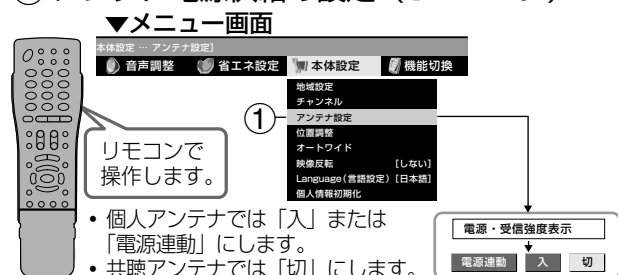 ▼メニュー画面
本体設定 … アンテナ設定］
音声調整 省エネ設定 本体設定 機能切換
地域設定
チャンネル
① アンテナ設定
位置調整
オートワイド
映像反転 ［しない］
Language(言語設定) ［日本語］
個人情報初期化
リモコンで
操作します。
• 個人アンテナでは「入」または
「電源連動」にします。
• 共聴アンテナでは「切」にします。
電源・受信強度表示
電源連動 入 切